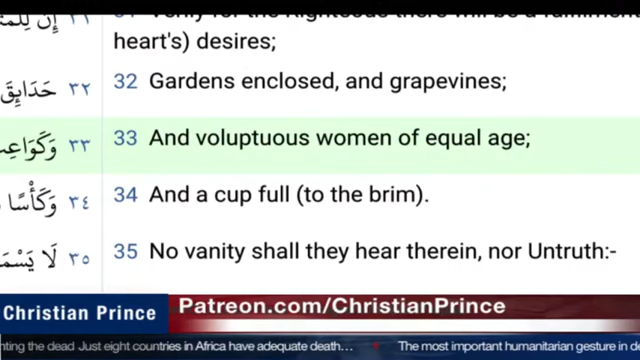 heart's) desires;
٣٢ 32 Gardens enclosed, and grapevines;
٣٣ 33 And voluptuous women of equal age;
٣٤ وَكَأْسًا 34 And a cup full (to the brim).
٣٥ 35 No vanity shall they hear therein, nor Untruth:-
Christian Prince Patreon.com/ChristianPrince
the dead Just eight countries in Africa have adequate death... The most important humanitarian gesture in